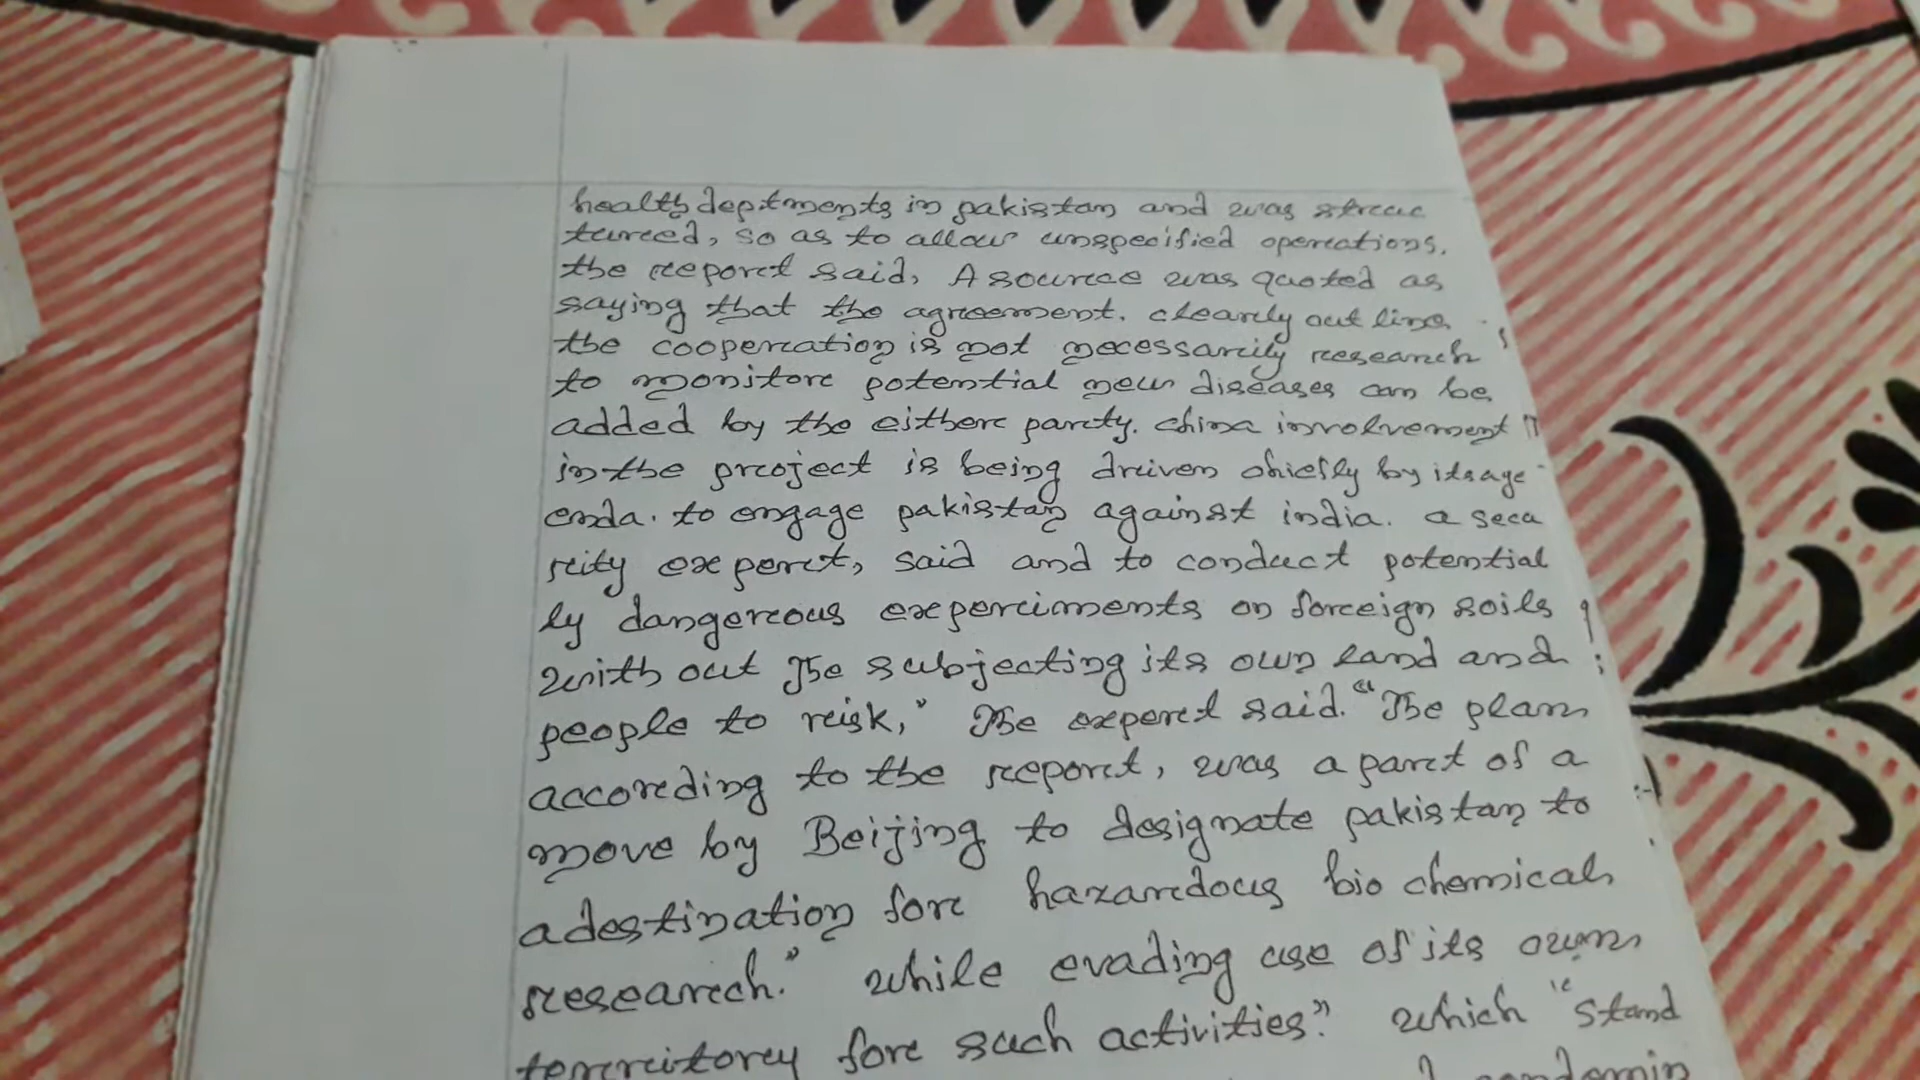 health deptments in pakistan and was struc
tured, so as to allow unspecified operations.
the report said, A source was quoted as
saying that the agreement. clearly out line
the cooperation is not necessarily research
to monitor potential new diseases can be
added by the either party. china involvement
in the project is being driven chiefly by its age
enda. to engage pakistan against india. a secu
rity expert, said and to conduct potential
ly dangerous experiments on foreign soils
with out The subjecting its own land and
people to risk," The expert said. "The plan
according to the report, was a part of a
move by Beijing to designate pakistan to
a destination for hazardous bio chemical
research." while evading use of its own
territory for such activities". which "stand